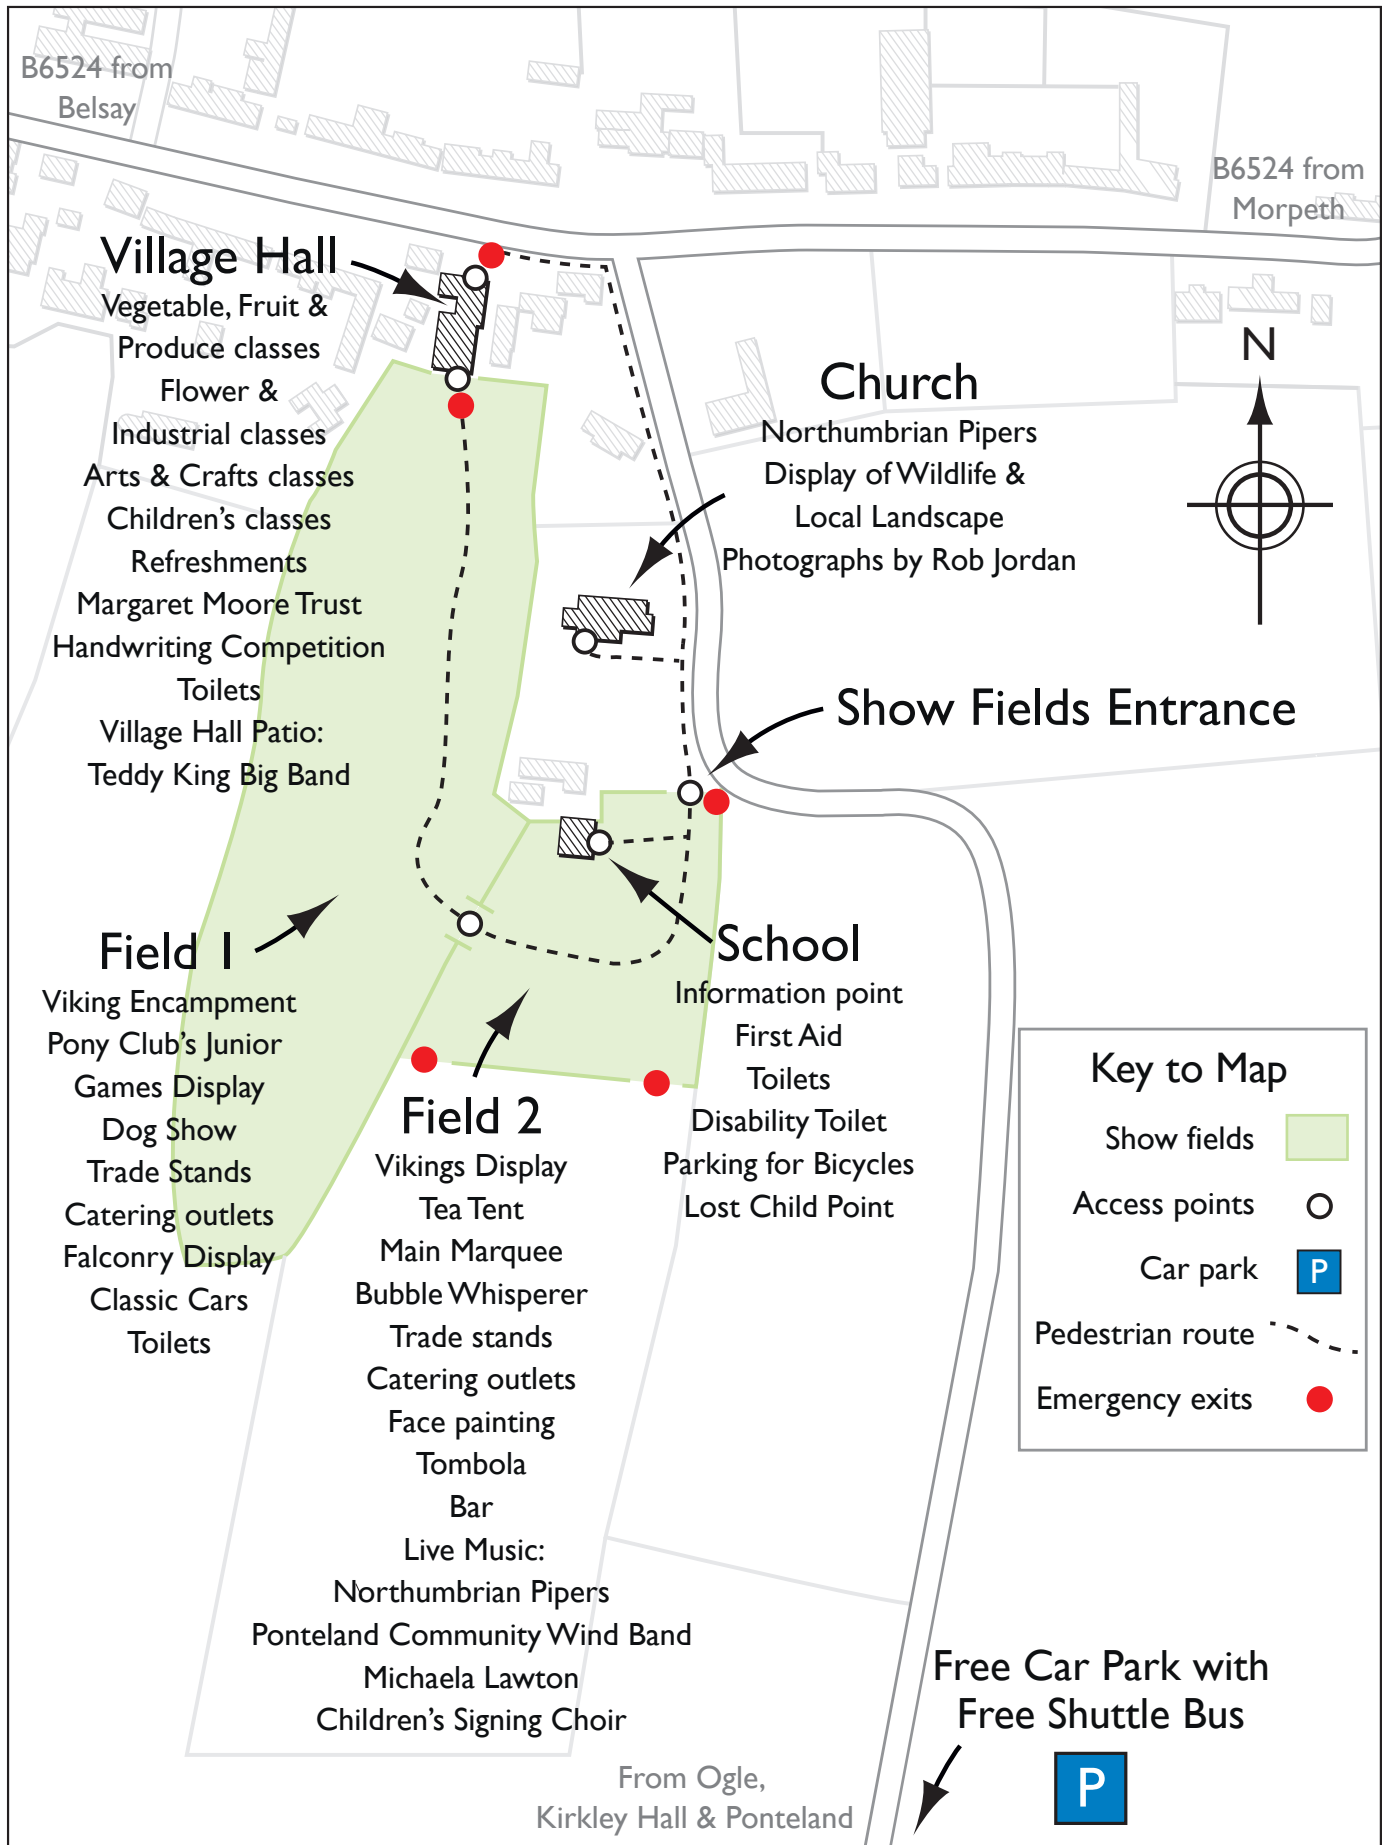 B6524 from
Belsay
B6524 from
Morpeth
Village Hall
Vegetable, Fruit &
Produce classes
Flower &
Industrial classes
Arts & Crafts classes
Children’s classes
Refreshments
Margaret Moore Trust
Handwriting Competition
Toilets
Village Hall Patio:
Teddy King Big Band
Church
Northumbrian Pipers
Display of Wildlife &
Local Landscape
Photographs by Rob Jordan
N
Show Fields Entrance
Field 1
Viking Encampment
Pony Club’s Junior
Games Display
Dog Show
Trade Stands
Catering outlets
Falconry Display
Classic Cars
Toilets
School
Information point
First Aid
Toilets
Disability Toilet
Parking for Bicycles
Lost Child Point
Field 2
Vikings Display
Tea Tent
Main Marquee
Bubble Whisperer
Trade stands
Catering outlets
Face painting
Tombola
Bar
Live Music:
Northumbrian Pipers
Ponteland Community Wind Band
Michaela Lawton
Children’s Signing Choir
Key to Map
Show fields
Access points
Car park P
Pedestrian route
Emergency exits
Free Car Park with
Free Shuttle Bus
P
From Ogle,
Kirkley Hall & Ponteland